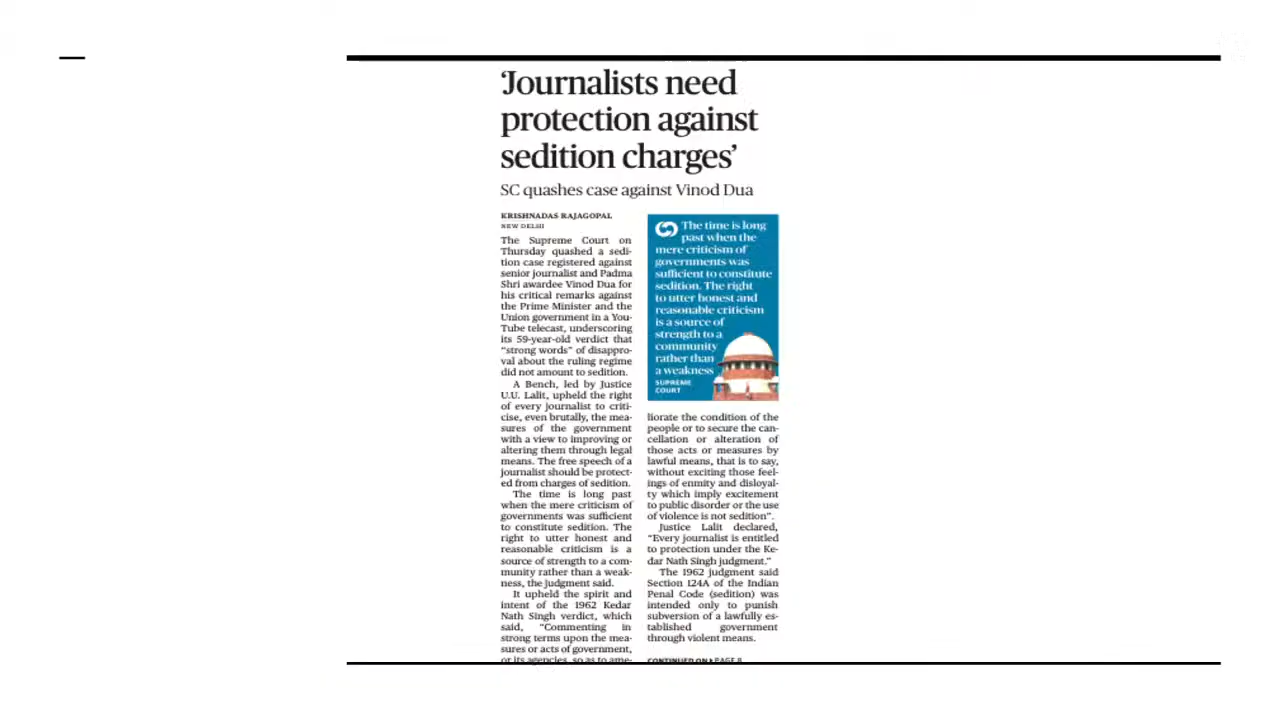 ‘Journalists need
protection against
sedition charges’
SC quashes case against Vinod Dua
KRISHNADAS RAJAGOPAL
NEW DELHI
The Supreme Court on
Thursday quashed a sedi-
tion case registered against
senior journalist and Padma
Shri awardee Vinod Dua for
his critical remarks against
the Prime Minister and the
Union government in a You-
Tube telecast, underscoring
its 59-year-old verdict that
“strong words” of disappro-
val about the ruling regime
did not amount to sedition.
A Bench, led by Justice
U.U. Lalit, upheld the right
of every journalist to criti-
cise, even brutally, the mea-
sures of the government
with a view to improving or
altering them through legal
means. The free speech of a
journalist should be protect-
ed from charges of sedition.
The time is long past
when the mere criticism of
governments was sufficient
to constitute sedition. The
right to utter honest and
reasonable criticism is a
source of strength to a com-
munity rather than a weak-
ness, the judgment said.
It upheld the spirit and
intent of the 1962 Kedar
Nath Singh verdict, which
said, “Commenting in
strong terms upon the mea-
sures or acts of government,
or its agencies, so as to ame-
The time is long
past when the
mere criticism of
governments was
sufficient to constitute
sedition. The right
to utter honest and
reasonable criticism
is a source of
strength to a
community
rather than
a weakness
SUPREME
COURT
liorate the condition of the
people or to secure the can-
cellation or alteration of
those acts or measures by
lawful means, that is to say,
without exciting those feel-
ings of enmity and disloyal-
ty which imply excitement
to public disorder or the use
of violence is not sedition”.
Justice Lalit declared,
“Every journalist is entitled
to protection under the Ke-
dar Nath Singh judgment.”
The 1962 judgment said
Section 124A of the Indian
Penal Code (sedition) was
intended only to punish
subversion of a lawfully es-
tablished government
through violent means.
CONTINUED ON ▸ PAGE 8